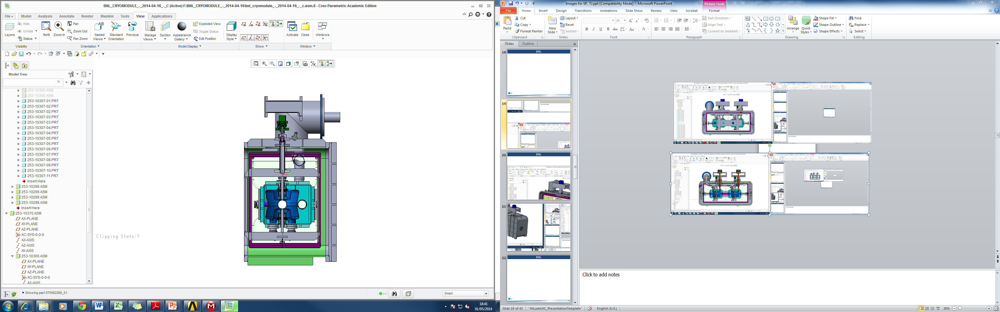 BNL_CRYOMODULE_-_2014-04-16_-_C (Active) F:\BNL_CRYOMODULE_-_2014-04-16\bnl_cryomodule_-_2014-04-16_-_c.asm.8 - Creo Parametric Academic Edition
File Model Analysis Annotate Render Manikin Tools View Applications
Layers
Hide
Unhide
Status
Visibility
Refit
Zoom In
Pan
Zoom Out
Pan Zoom
Named Views
Standard Orientation
Previous
Orientation
Manage Views
Section
Appearance Gallery
Exploded View
Toggle Status
Edit Position
Model Display
Display Style
Show
Activate
Close
Windows
Window
Model Tree
253-10305.ASM
253-10305.ASM
253-10307-01.PRT
253-10307-02.PRT
253-10307-02.PRT
253-10307-03.PRT
253-10307-03.PRT
253-10307-04.PRT
253-10307-04.PRT
253-10307-05.PRT
253-10307-05.PRT
253-10307-06.PRT
253-10307-07.PRT
253-10307-08.PRT
253-10307-09.PRT
253-10307-10.PRT
253-10307-11.PRT
Insert Here
253-10298.ASM
253-10299.ASM
253-10299.ASM
253-10298.ASM
Insert Here
253-10370.ASM
AX-PLANE
AY-PLANE
AZ-PLANE
AC-SYS-0-0-0
AX-AXIS
AZ-AXIS
AY-AXIS
253-10366.ASM
AX-PLANE
AY-PLANE
AZ-PLANE
AC-SYS-0-0-0
AX-AXIS
Clipping State:Y
Showing part ST0562268_01.
Smart
18:41
01/05/2014
Images for SP, TJ.ppt [Compatibility Mode] - Microsoft PowerPoint
Picture Tools
File Home Insert Design Transitions Animations Slide Show Review View Acrobat Format
Paste
Cut
Copy
Format Painter
Clipboard
New Slide
Layout
Reset
Section
Slides
24
B I U S abc AV Aa A
Font
Text Direction
Align Text
Convert to SmartArt
Paragraph
Arrange
Quick Styles
Shape Fill
Shape Outline
Shape Effects
Drawing
Find
Replace
Select
Editing
Slides Outline
18
BNL
19
20
BNL
21
22
BNL
Click to add notes
Slide 19 of 42
"HiLumiLHC_PresentationTemplate"
English (U.K.)
20%